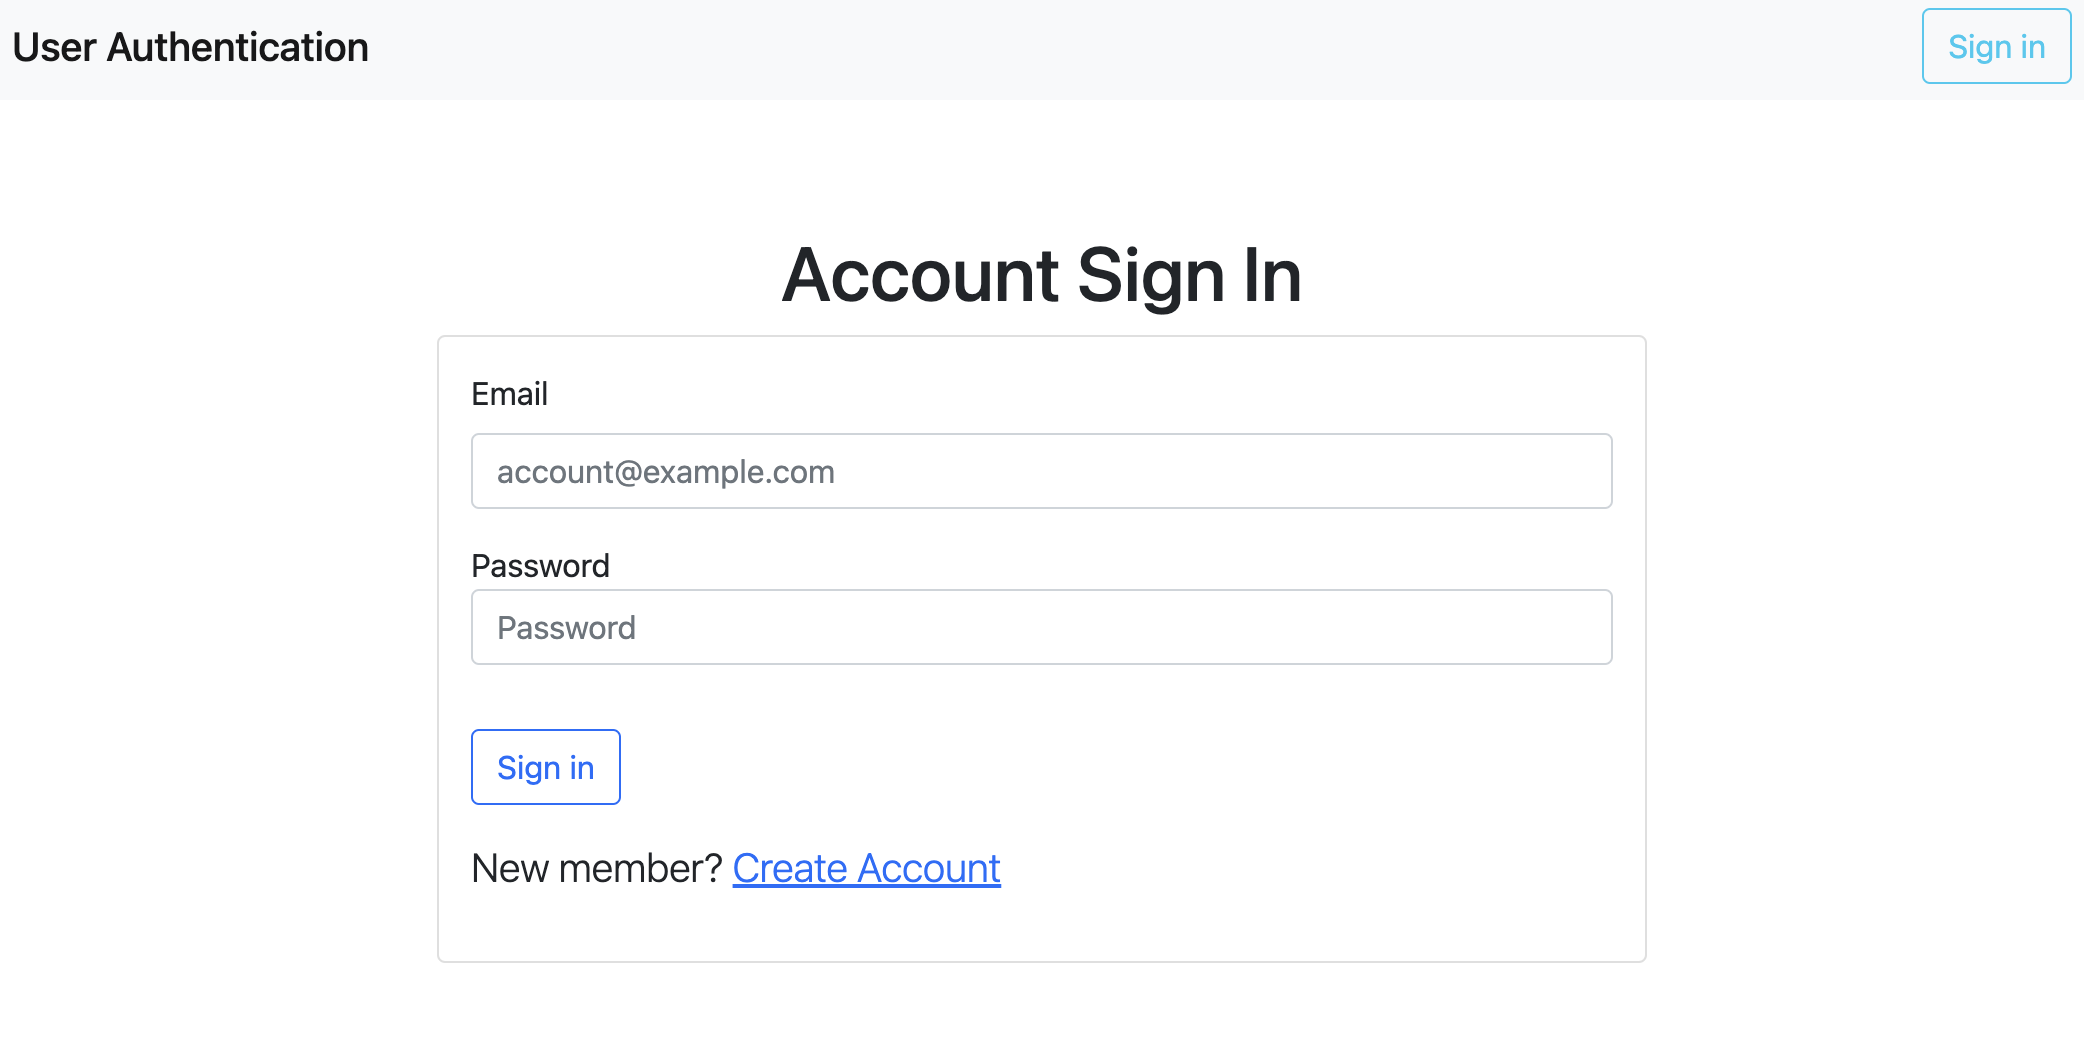 User Authentication
Sign in
Account Sign In
Email
account@example.com
Password
Password
Sign in
New member? Create Account